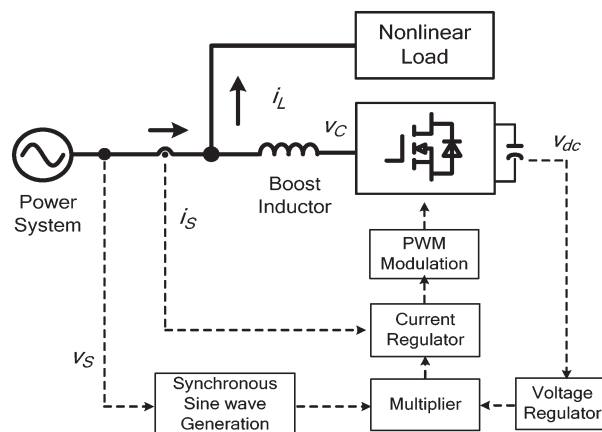 Nonlinear
Load
i_L
v_C
v_dc
Power
System
Boost
Inductor
i_S
PWM
Modulation
Current
Regulator
v_S
Synchronous
Sine wave
Generation
Multiplier
Voltage
Regulator